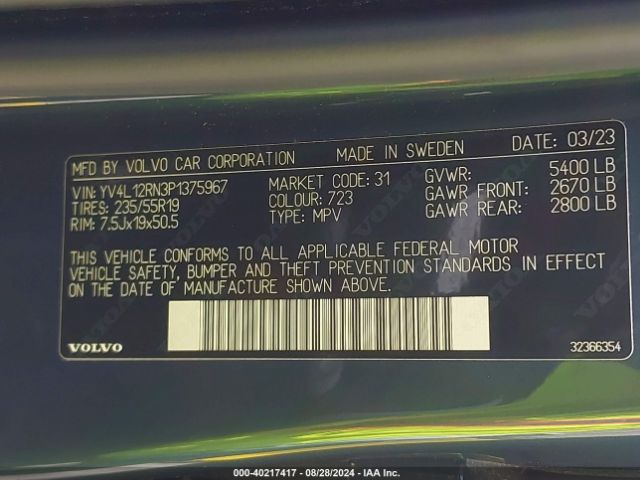 MFD BY VOLVO CAR CORPORATION MADE IN SWEDEN DATE: 03/23
VIN: YV4L12RN3P1375967 MARKET CODE: 31 GVWR: 5400 LB
TIRES: 235/55R19 COLOUR: 723 GAWR FRONT: 2670 LB
RIM: 7.5Jx19x50.5 TYPE: MPV GAWR REAR: 2800 LB
THIS VEHICLE CONFORMS TO ALL APPLICABLE FEDERAL MOTOR
VEHICLE SAFETY, BUMPER AND THEFT PREVENTION STANDARDS IN EFFECT
ON THE DATE OF MANUFACTURE SHOWN ABOVE.
VOLVO 32366354
000-40217417 - 08/28/2024 - IAA Inc.